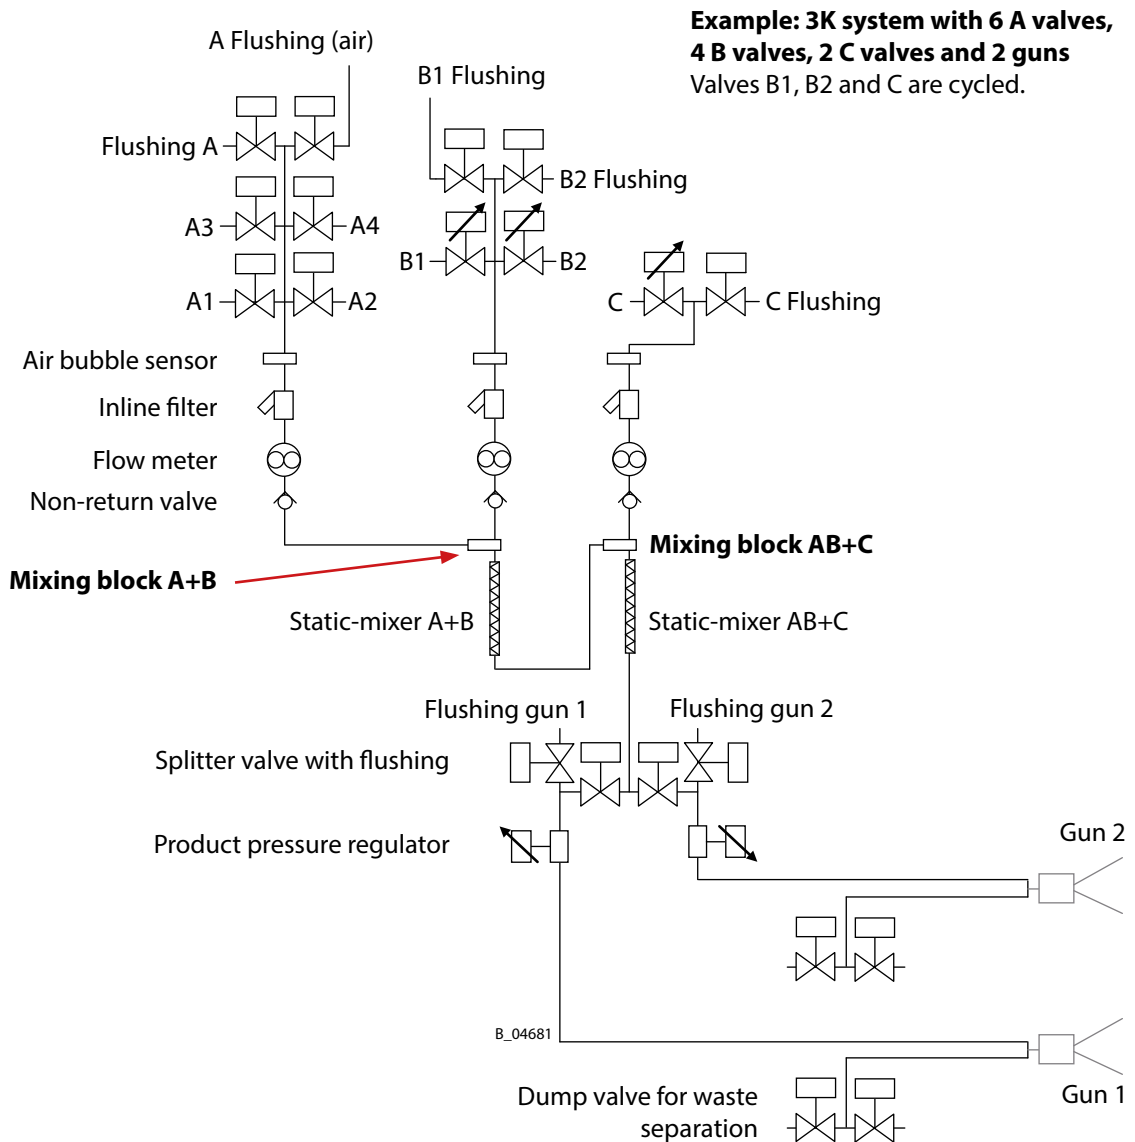 Example: 3K system with 6 A valves,
4 B valves, 2 C valves and 2 guns
Valves B1, B2 and C are cycled.
A Flushing (air)
B1 Flushing
Flushing A
B2 Flushing
A3
A4
B1
B2
A1
A2
C
C Flushing
Air bubble sensor
Inline filter
Flow meter
Non-return valve
Mixing block AB+C
Mixing block A+B
Static-mixer A+B
Static-mixer AB+C
Flushing gun 1
Flushing gun 2
Splitter valve with flushing
Product pressure regulator
Gun 2
B_04681
Gun 1
Dump valve for waste
separation